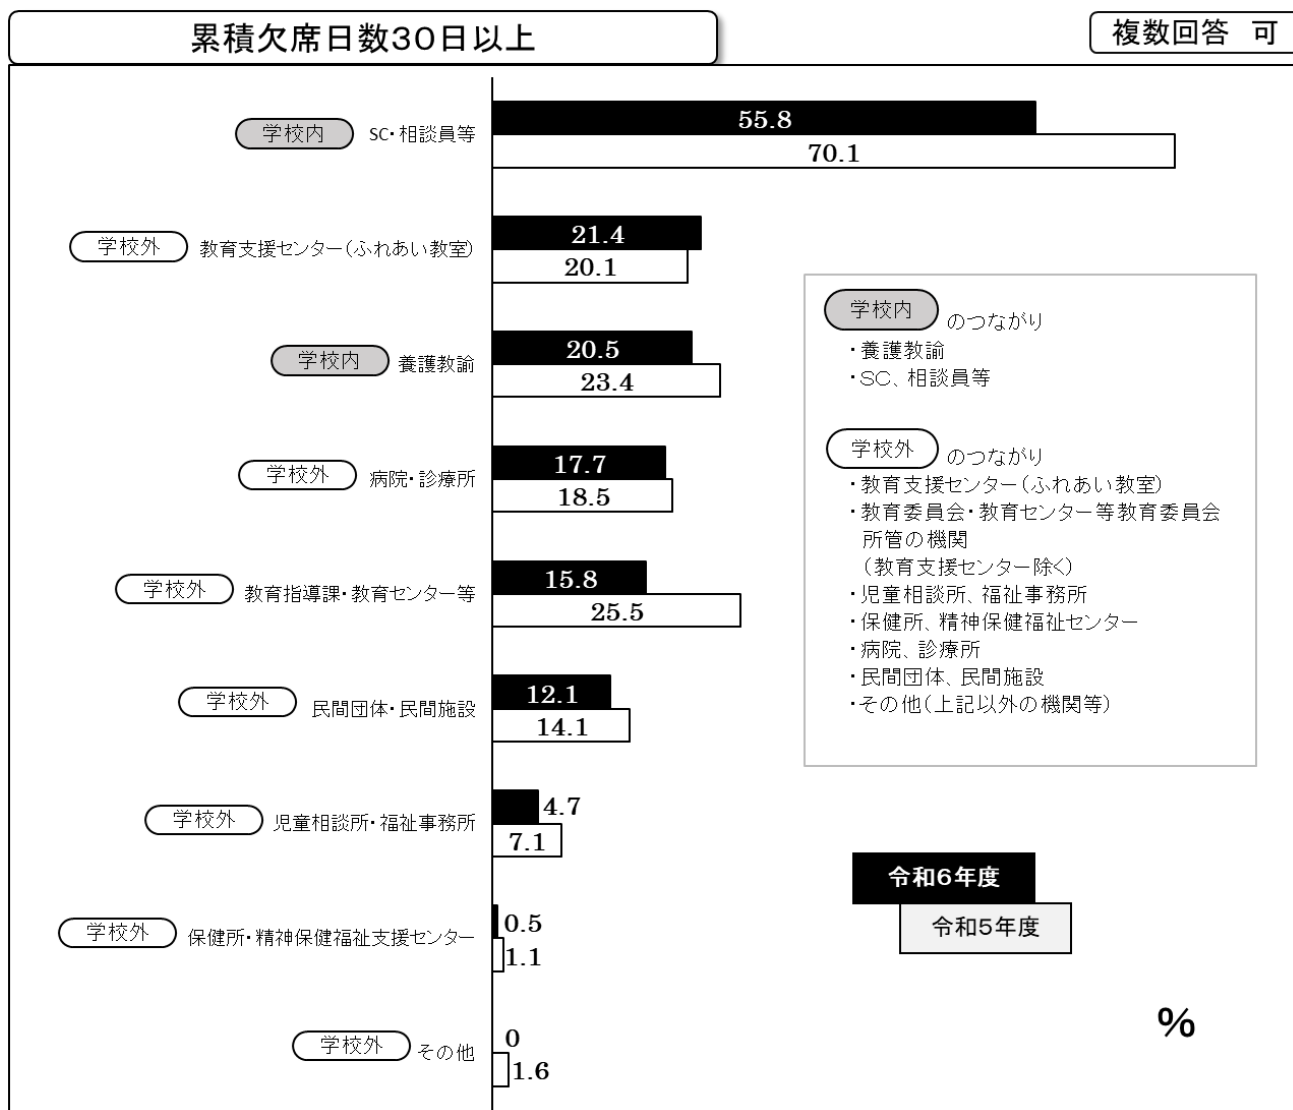 累積欠席日数30日以上
複数回答 可
学校内 SC・相談員等
55.8
70.1
学校外 教育支援センター(ふれあい教室)
21.4
20.1
学校内 養護教諭
20.5
23.4
学校外 病院・診療所
17.7
18.5
学校外 教育指導課・教育センター等
15.8
25.5
学校外 民間団体・民間施設
12.1
14.1
学校外 児童相談所・福祉事務所
4.7
7.1
学校外 保健所・精神保健福祉支援センター
0.5
1.1
学校外 その他
0
1.6
学校内 のつながり
・養護教諭
・SC、相談員等
学校外 のつながり
・教育支援センター(ふれあい教室)
・教育委員会・教育センター等教育委員会
所管の機関
(教育支援センター除く)
・児童相談所、福祉事務所
・保健所、精神保健福祉センター
・病院、診療所
・民間団体、民間施設
・その他(上記以外の機関等)
令和6年度
令和5年度
%